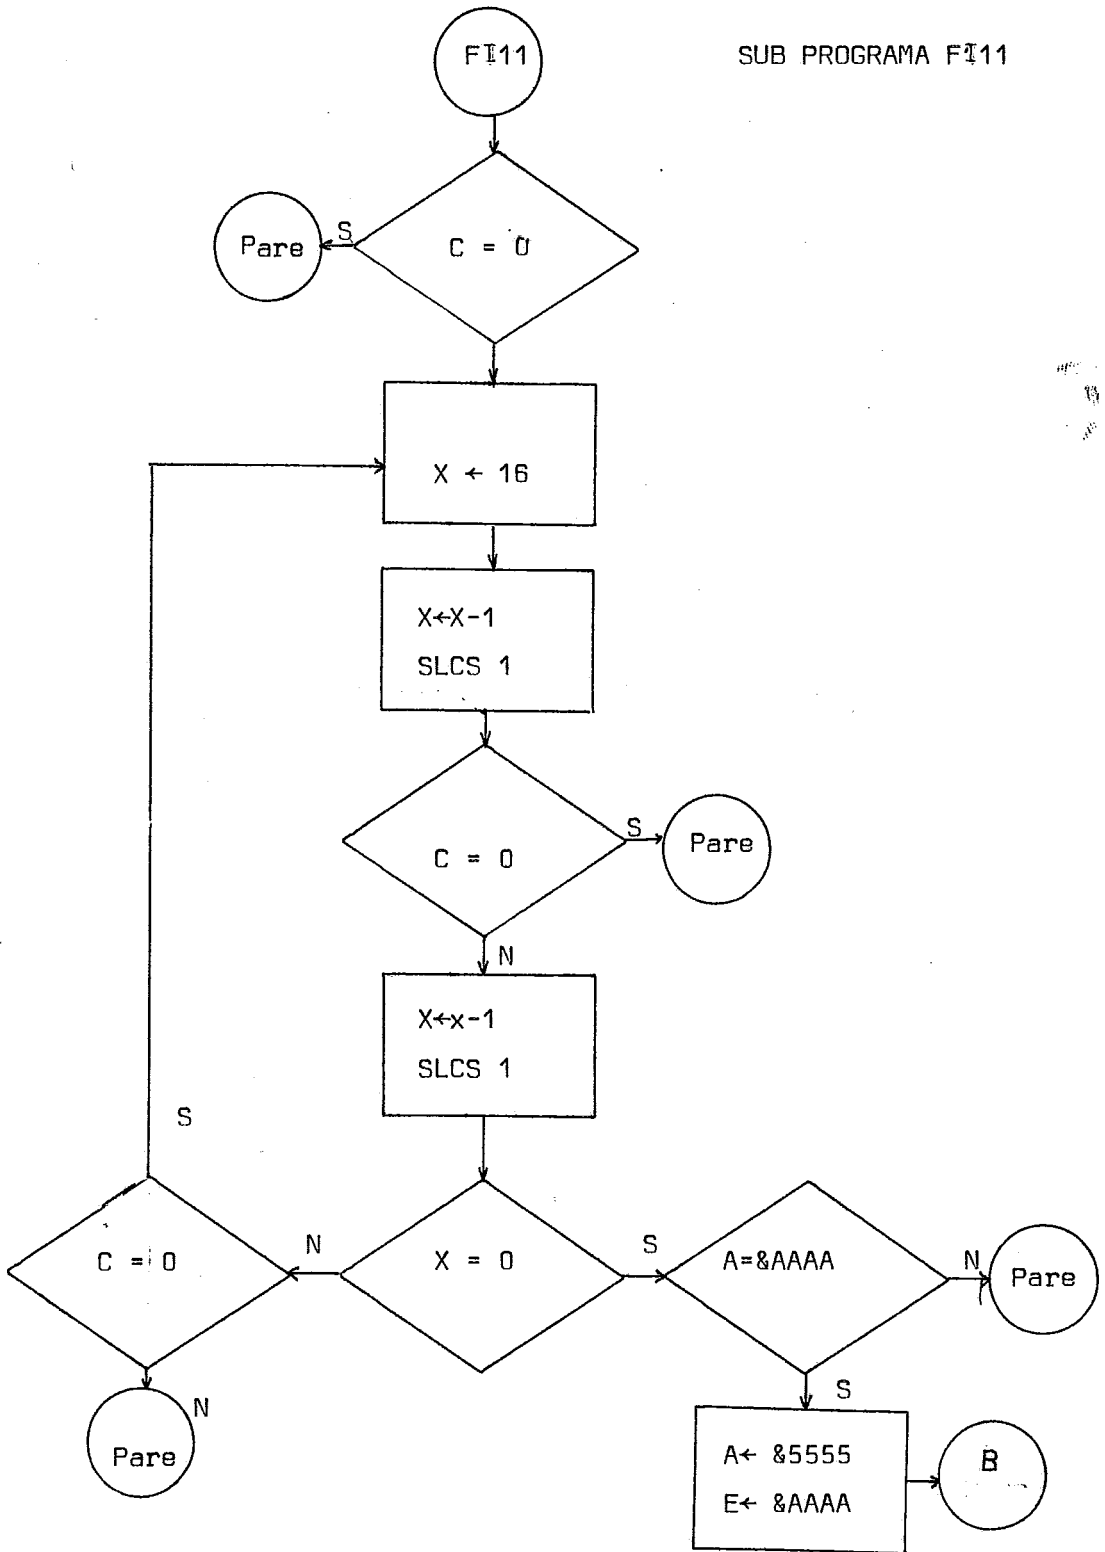 FI11
SUB PROGRAMA FI11
Pare
S
C = 0
X ← 16
X←X-1
SLCS 1
C = 0
S
Pare
N
X←x-1
SLCS 1
S
C = 0
N
X = 0
S
A=&AAAA
N
Pare
N
Pare
S
A← &5555
E← &AAAA
B